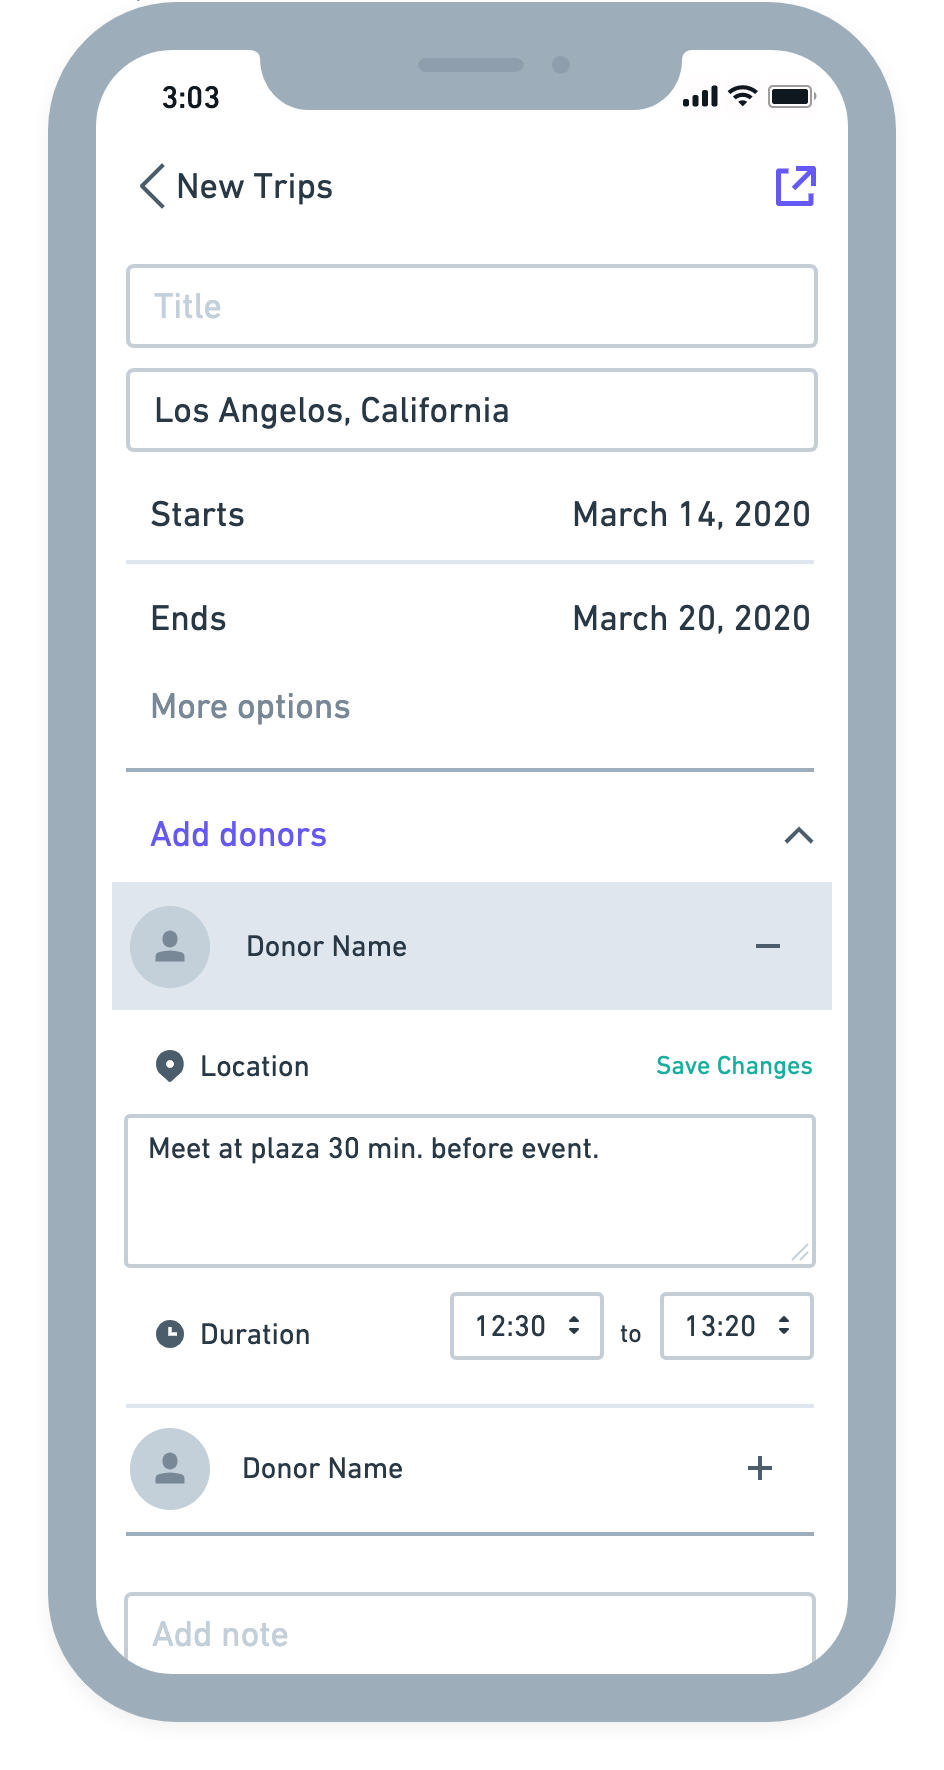 3:03
New Trips
Title
Los Angelos, California
Starts March 14, 2020
Ends March 20, 2020
More options
Add donors
Donor Name
Location Save Changes
Meet at plaza 30 min. before event.
Duration 12:30 to 13:20
Donor Name
Add note